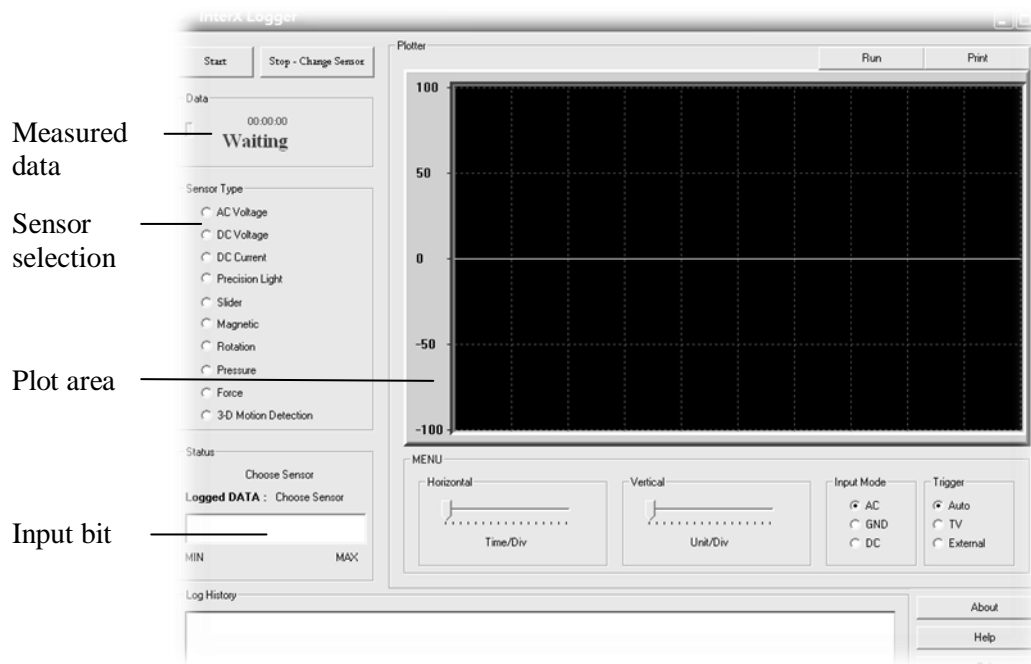 InterX Logger
Start
Stop - Change Sensor
Data
00:00:00
Waiting
Measured
data
Sensor Type
AC Voltage
DC Voltage
DC Current
Precision Light
Slider
Magnetic
Rotation
Pressure
Force
3-D Motion Detection
Sensor
selection
Plotter
Run
Print
100
50
0
-50
-100
Plot area
Status
Choose Sensor
Logged DATA : Choose Sensor
MIN
MAX
Input bit
MENU
Horizontal
Time/Div
Vertical
Unit/Div
Input Mode
AC
GND
DC
Trigger
Auto
TV
External
Log History
About
Help